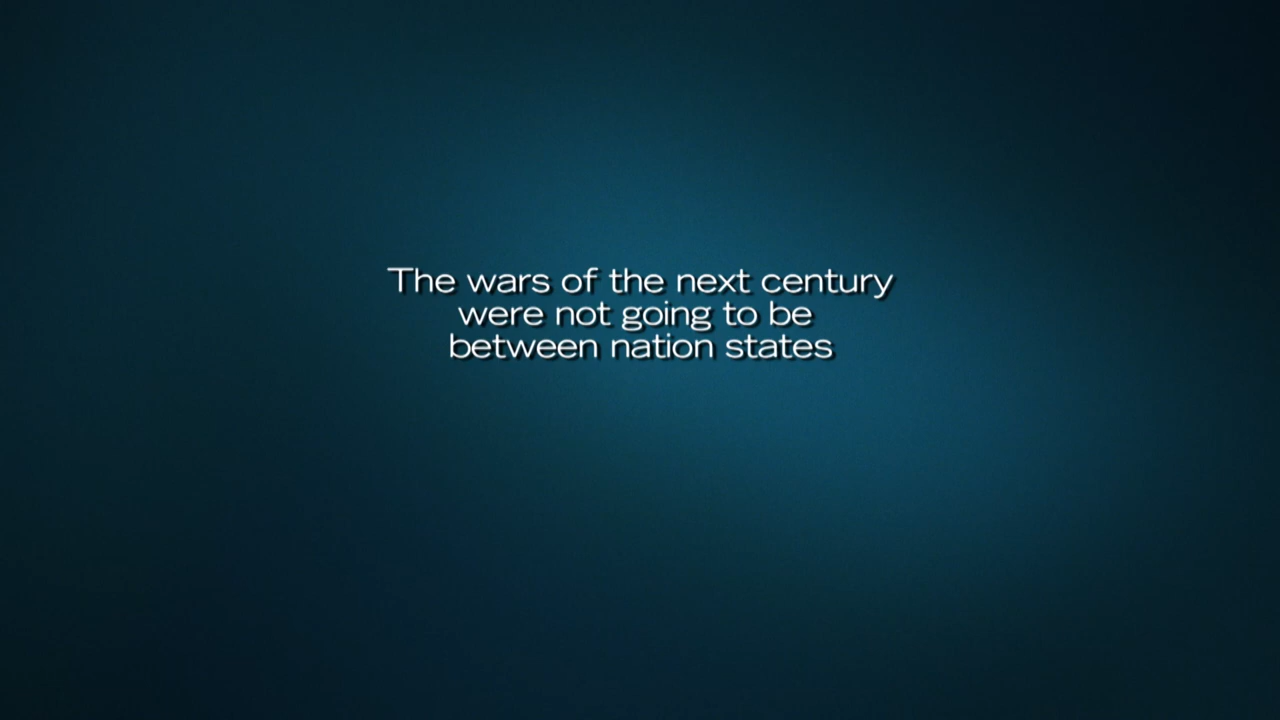 The wars of the next century
were not going to be
between nation states